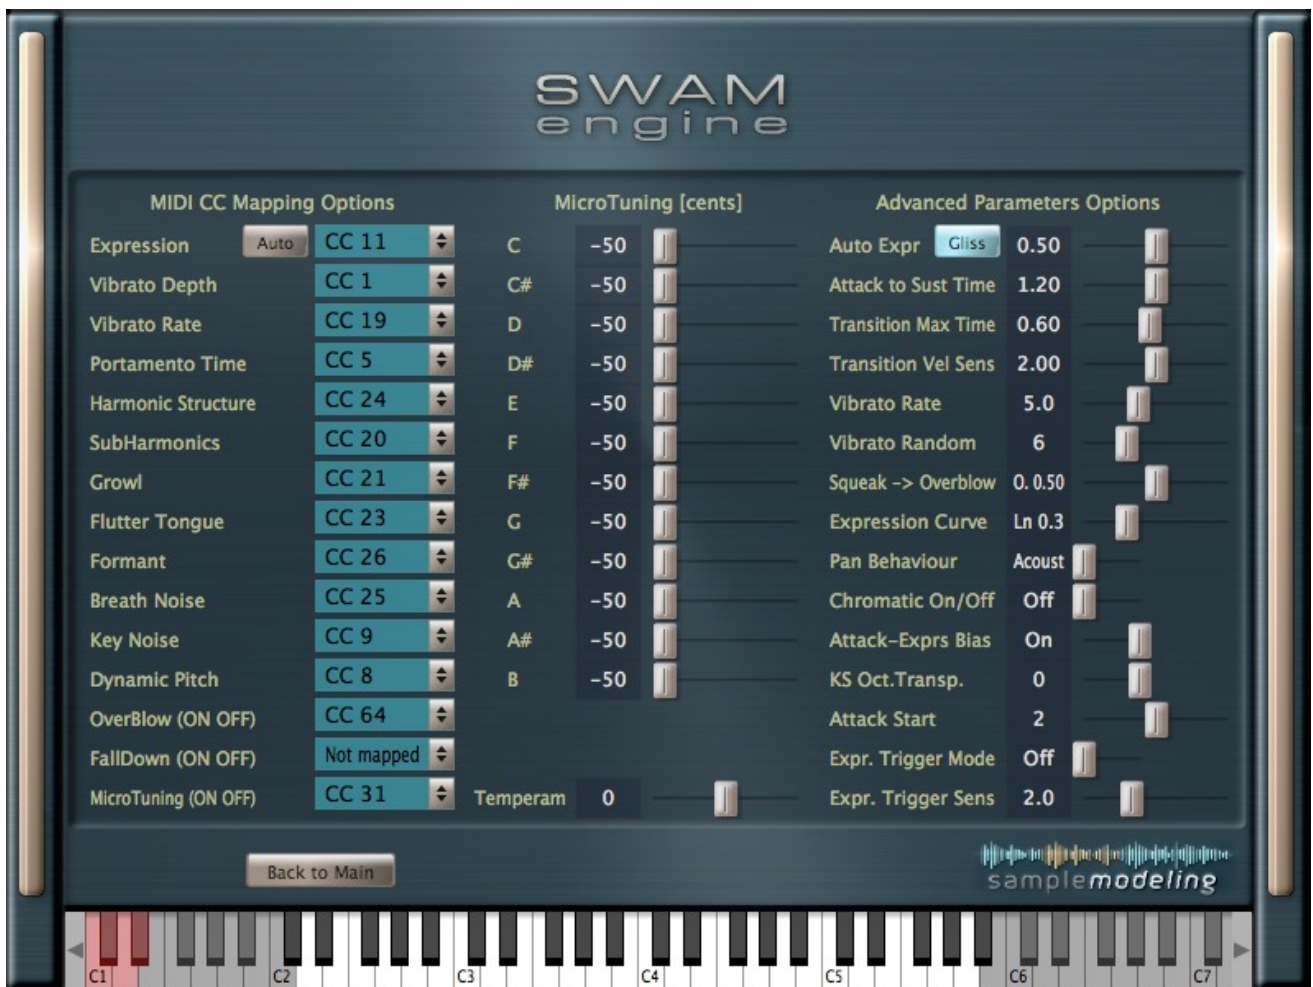 SWAM
engine
MIDI CC Mapping Options MicroTuning [cents] Advanced Parameters Options
Expression Auto CC 11 C -50 Auto Expr Gliss 0.50
Vibrato Depth CC 1 C# -50 Attack to Sust Time 1.20
Vibrato Rate CC 19 D -50 Transition Max Time 0.60
Portamento Time CC 5 D# -50 Transition Vel Sens 2.00
Harmonic Structure CC 24 E -50 Vibrato Rate 5.0
SubHarmonics CC 20 F -50 Vibrato Random 6
Growl CC 21 F# -50 Squeak -> Overblow O. 0.50
Flutter Tongue CC 23 G -50 Expression Curve Ln 0.3
Formant CC 26 G# -50 Pan Behaviour Acoust
Breath Noise CC 25 A -50 Chromatic On/Off Off
Key Noise CC 9 A# -50 Attack-Exprs Bias On
Dynamic Pitch CC 8 B -50 KS Oct.Transp. 0
OverBlow (ON OFF) CC 64 Attack Start 2
FallDown (ON OFF) Not mapped Expr. Trigger Mode Off
MicroTuning (ON OFF) CC 31 Temperam 0 Expr. Trigger Sens 2.0
Back to Main
samplemodeling
C1 C2 C3 C4 C5 C6 C7